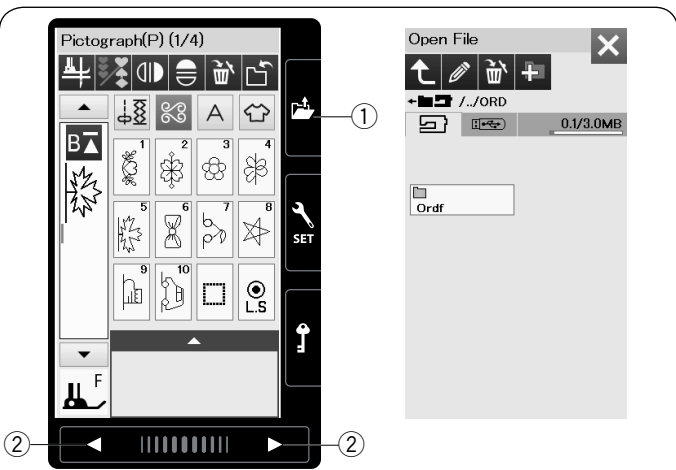 Pictograph(P) (1/4)
A
B
1
2
3
4
5
6
7
8
9
10
L.S
F
SET
1
2
2
Open File
/../ORD
0.1/3.0MB
Ordf